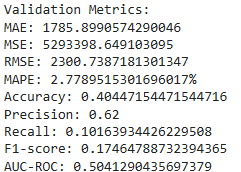 Validation Metrics:
MAE: 1785.8990574290046
MSE: 5293398.649103095
RMSE: 2300.7387181301347
MAPE: 2.7789515301696017%
Accuracy: 0.40447154471544716
Precision: 0.62
Recall: 0.10163934426229508
F1-score: 0.17464788732394365
AUC-ROC: 0.5041290435697379